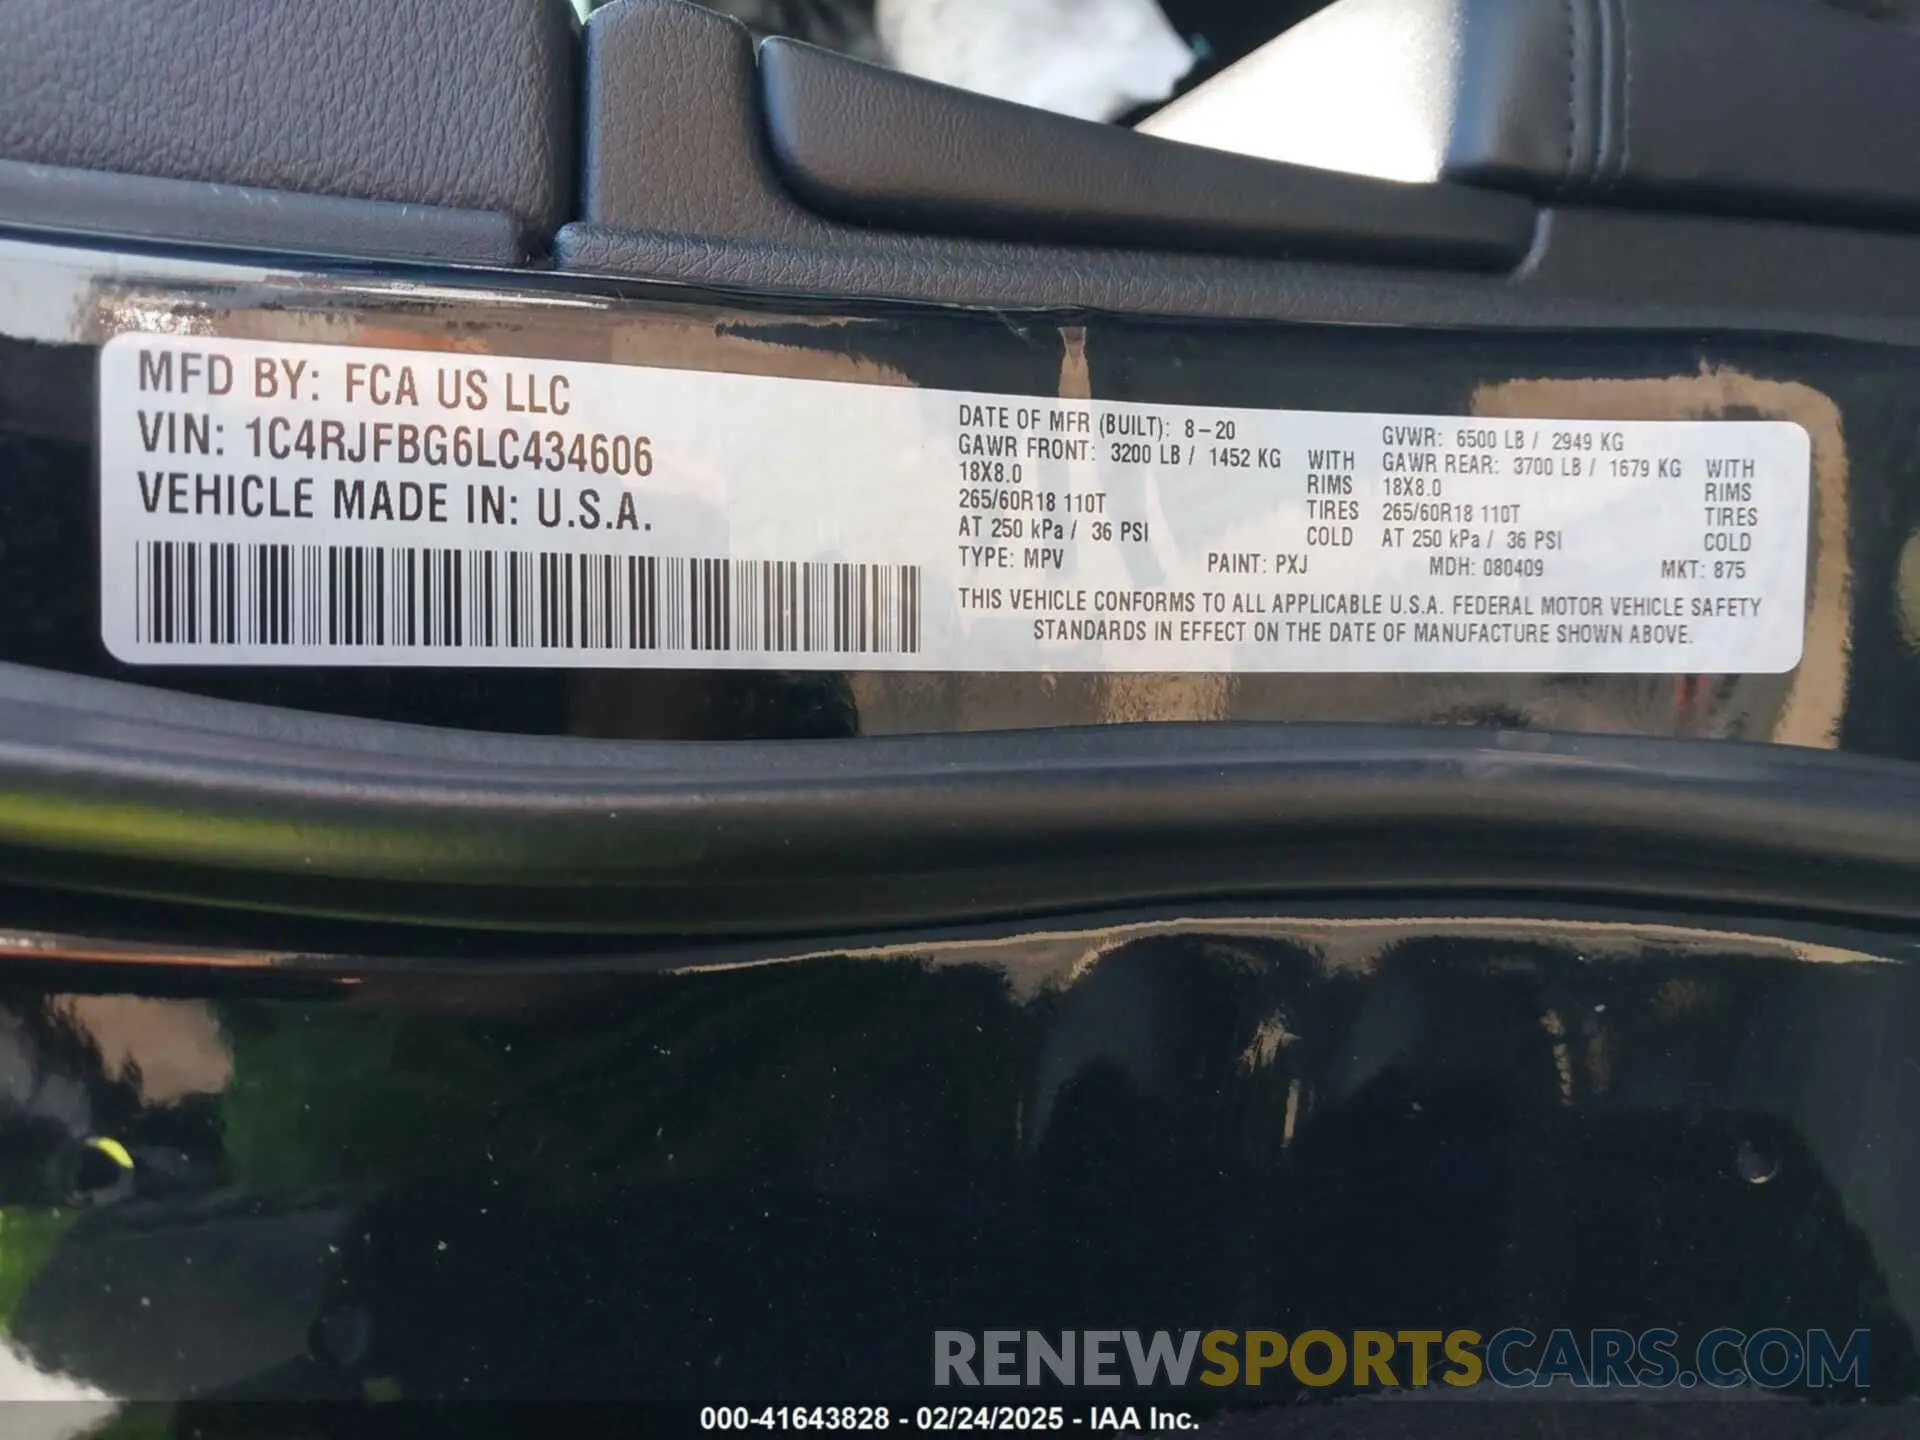 MFD BY: FCA US LLC
VIN: 1C4RJFBG6LC434606
VEHICLE MADE IN: U.S.A.
DATE OF MFR (BUILT): 8-20 GVWR: 6500 LB / 2949 KG
GAWR FRONT: 3200 LB / 1452 KG WITH GAWR REAR: 3700 LB / 1679 KG WITH
18X8.0 RIMS 18X8.0 RIMS
265/60R18 110T TIRES 265/60R18 110T TIRES
AT 250 kPa / 36 PSI COLD AT 250 kPa / 36 PSI COLD
TYPE: MPV PAINT: PXJ MDH: 080409 MKT: 875
THIS VEHICLE CONFORMS TO ALL APPLICABLE U.S.A. FEDERAL MOTOR VEHICLE SAFETY
STANDARDS IN EFFECT ON THE DATE OF MANUFACTURE SHOWN ABOVE.
RENEWSPORTSCARS.COM
000-41643828 - 02/24/2025 - IAA Inc.